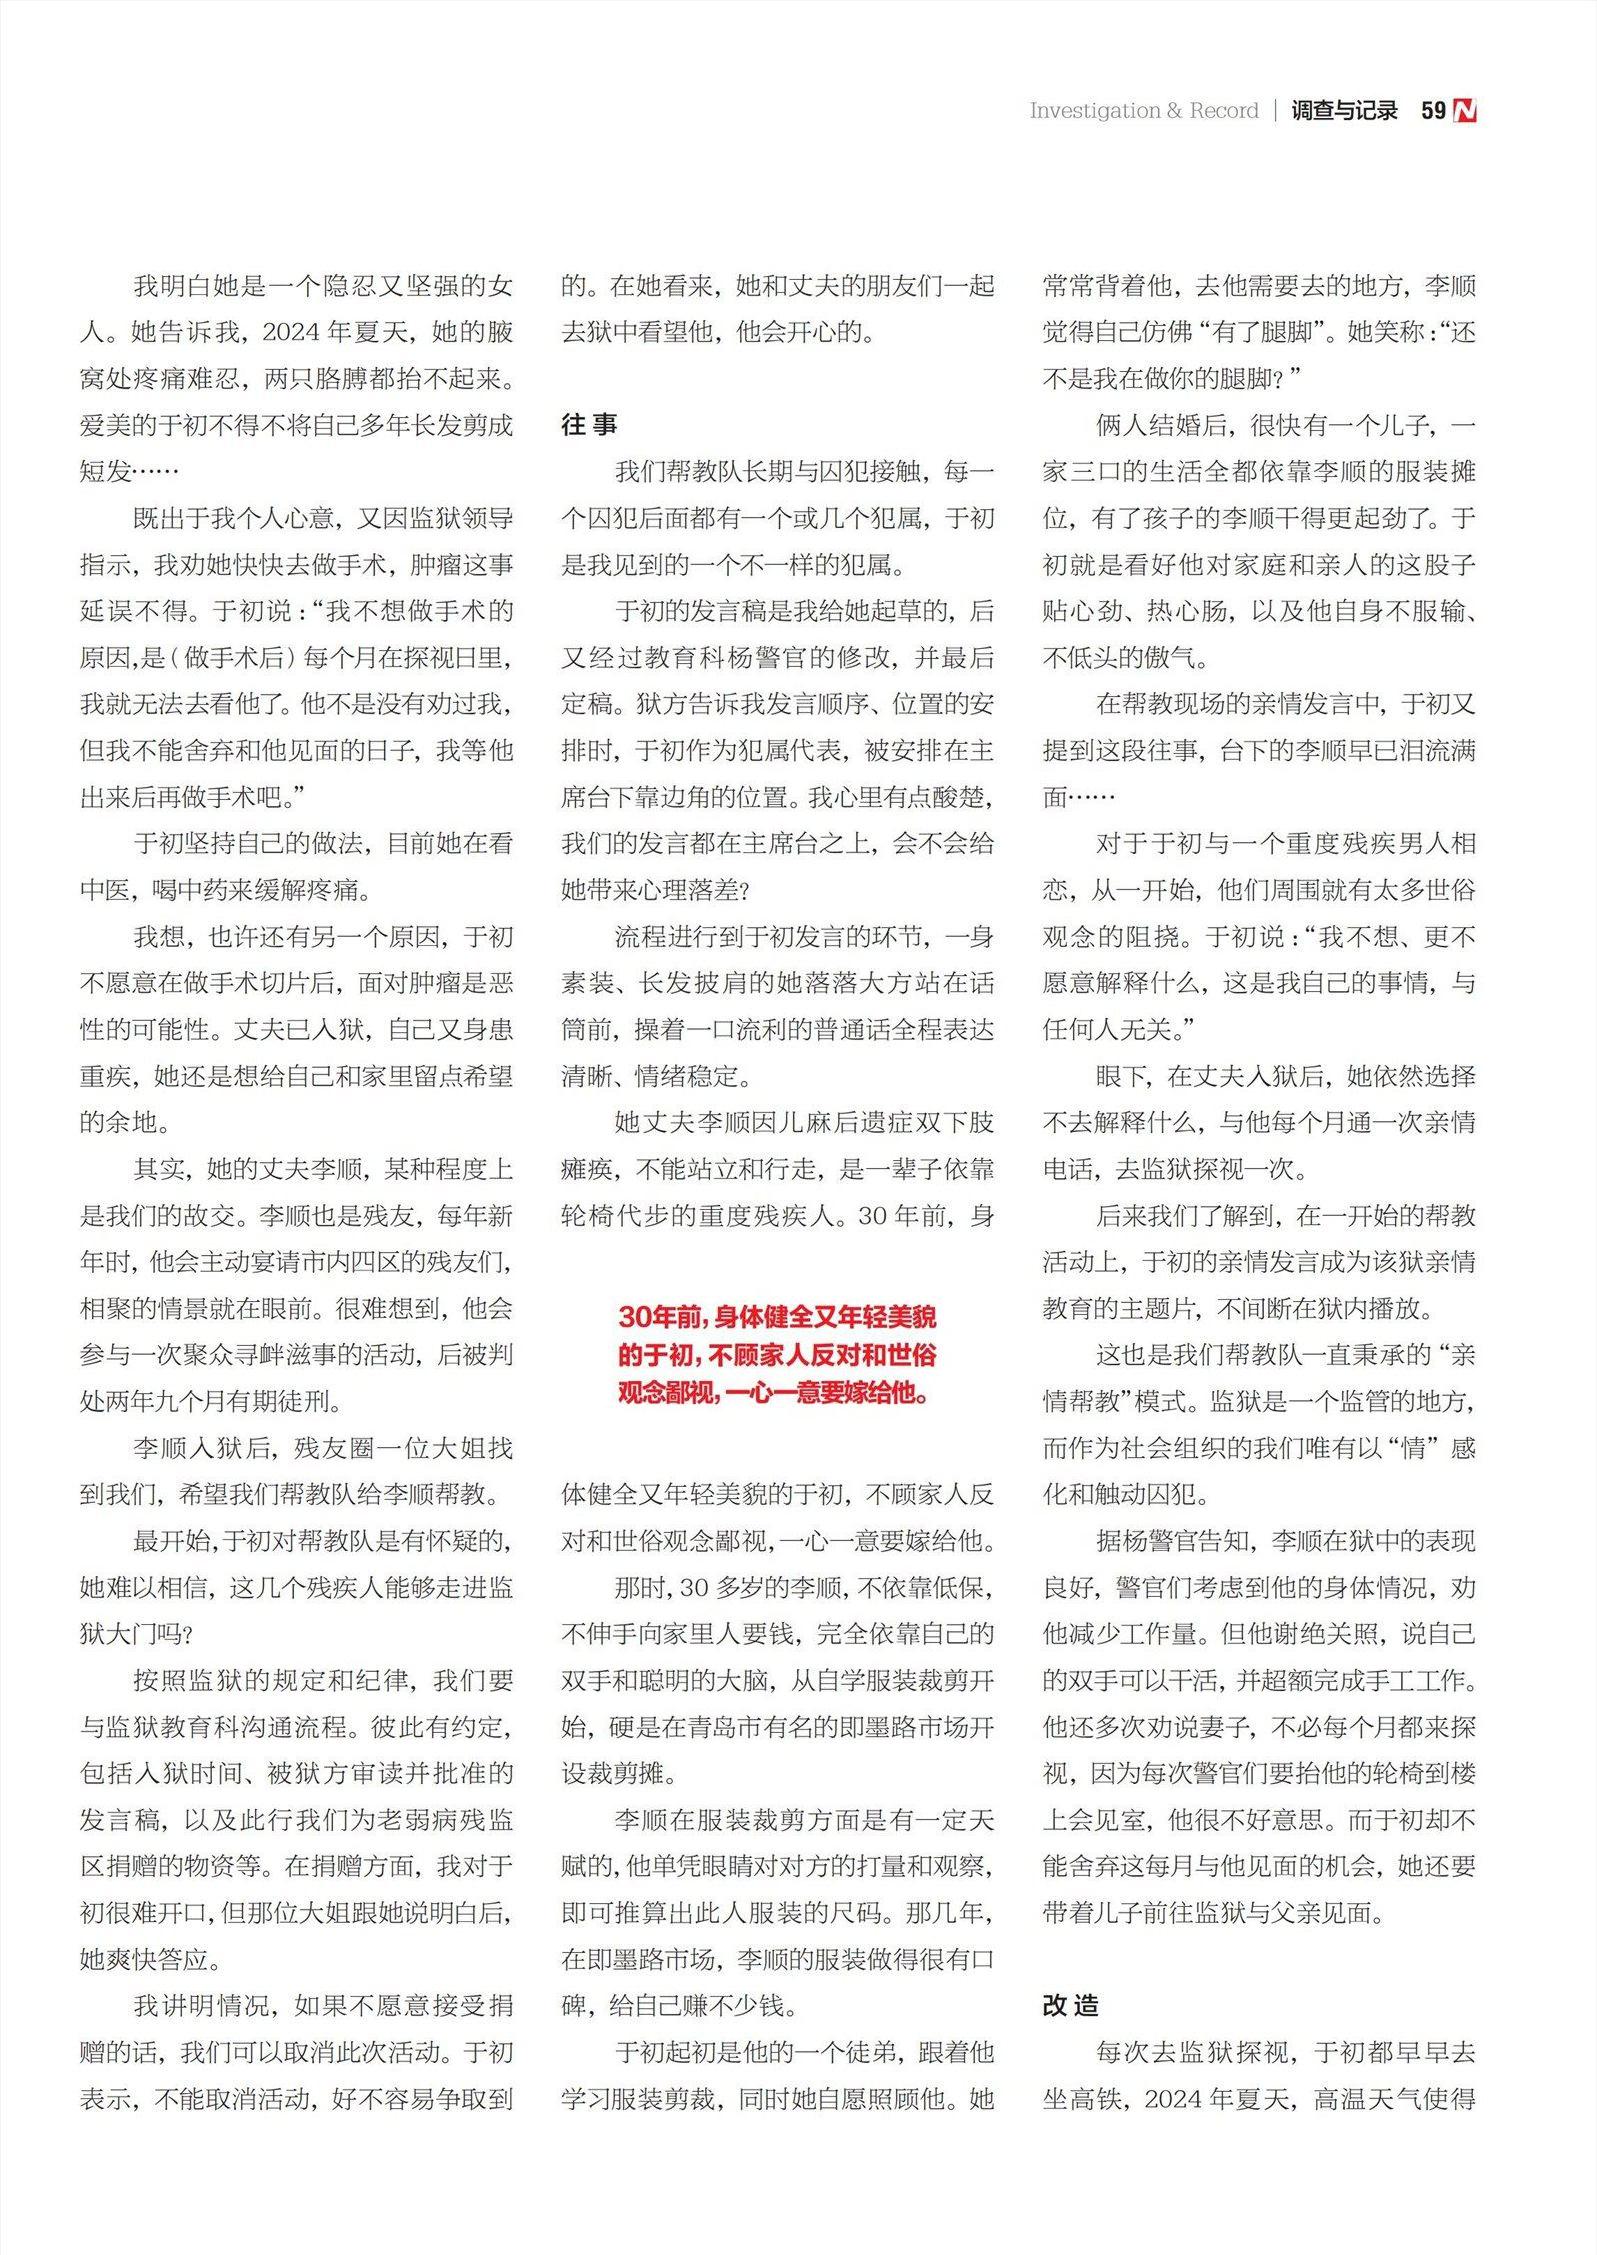 Investigation & Record | 调查与记录 59 N
我明白她是一个隐忍又坚强的女
人。她告诉我，2024 年夏天，她的腋
窝处疼痛难忍，两只胳膊都抬不起来。
爱美的于初不得不将自己多年长发剪成
短发……
既出于我个人心意，又因监狱领导
指示，我劝她快快去做手术，肿瘤这事
延误不得。于初说：“我不想做手术的
原因，是（做手术后）每个月在探视日里，
我就无法去看他了。他不是没有劝过我，
但我不能舍弃和他见面的日子，我等他
出来后再做手术吧。”
于初坚持自己的做法，目前她在看
中医，喝中药来缓解疼痛。
我想，也许还有另一个原因，于初
不愿意在做手术切片后，面对肿瘤是恶
性的可能性。丈夫已入狱，自己又身患
重疾，她还是想给自己和家里留点希望
的余地。
其实，她的丈夫李顺，某种程度上
是我们的故交。李顺也是残友，每年新
年时，他会主动宴请市内四区的残友们，
相聚的情景就在眼前。很难想到，他会
参与一次聚众寻衅滋事的活动，后被判
处两年九个月有期徒刑。
李顺入狱后，残友圈一位大姐找
到我们，希望我们帮教队给李顺帮教。
最开始，于初对帮教队是有怀疑的，
她难以相信，这几个残疾人能够走进监
狱大门吗？
按照监狱的规定和纪律，我们要
与监狱教育科沟通流程。彼此有约定，
包括入狱时间、被狱方审读并批准的
发言稿，以及此行我们为老弱病残监
区捐赠的物资等。在捐赠方面，我对于
初很难开口，但那位大姐跟她说明白后，
她爽快答应。
我讲明情况，如果不愿意接受捐
赠的话，我们可以取消此次活动。于初
表示，不能取消活动，好不容易争取到
的。在她看来，她和丈夫的朋友们一起
去狱中看望他，他会开心的。
往事
我们帮教队长期与囚犯接触，每一
个囚犯后面都有一个或几个犯属，于初
是我见到的一个不一样的犯属。
于初的发言稿是我给她起草的，后
又经过教育科杨警官的修改，并最后
定稿。狱方告诉我发言顺序、位置的安
排时，于初作为犯属代表，被安排在主
席台下靠边角的位置。我心里有点酸楚，
我们的发言都在主席台之上，会不会给
她带来心理落差？
流程进行到于初发言的环节，一身
素装、长发披肩的她落落大方站在话
筒前，操着一口流利的普通话全程表达
清晰、情绪稳定。
她丈夫李顺因儿麻后遗症双下肢
瘫痪，不能站立和行走，是一辈子依靠
轮椅代步的重度残疾人。30 年前，身
30年前，身体健全又年轻美貌
的于初，不顾家人反对和世俗
观念鄙视，一心一意要嫁给他。
体健全又年轻美貌的于初，不顾家人反
对和世俗观念鄙视，一心一意要嫁给他。
那时，30 多岁的李顺，不依靠低保，
不伸手向家里人要钱，完全依靠自己的
双手和聪明的大脑，从自学服装裁剪开
始，硬是在青岛市有名的即墨路市场开
设裁剪摊。
李顺在服装裁剪方面是有一定天
赋的，他单凭眼睛对对方的打量和观察，
即可推算出此人服装的尺码。那几年，
在即墨路市场，李顺的服装做得很有口
碑，给自己赚不少钱。
于初起初是他的一个徒弟，跟着他
学习服装剪裁，同时她自愿照顾他。她
常常背着他，去他需要去的地方，李顺
觉得自己仿佛“有了腿脚”。她笑称：“还
不是我在做你的腿脚？”
俩人结婚后，很快有一个儿子，一
家三口的生活全都依靠李顺的服装摊
位，有了孩子的李顺干得更起劲了。于
初就是看好他对家庭和亲人的这股子
贴心劲、热心肠，以及他自身不服输、
不低头的傲气。
在帮教现场的亲情发言中，于初又
提到这段往事，台下的李顺早已泪流满
面……
对于于初与一个重度残疾男人相
恋，从一开始，他们周围就有太多世俗
观念的阻挠。于初说：“我不想、更不
愿意解释什么，这是我自己的事情，与
任何人无关。”
眼下，在丈夫入狱后，她依然选择
不去解释什么，与他每个月通一次亲情
电话，去监狱探视一次。
后来我们了解到，在一开始的帮教
活动上，于初的亲情发言成为该狱亲情
教育的主题片，不间断在狱内播放。
这也是我们帮教队一直秉承的“亲
情帮教”模式。监狱是一个监管的地方，
而作为社会组织的我们唯有以“情”感
化和触动囚犯。
据杨警官告知，李顺在狱中的表现
良好，警官们考虑到他的身体情况，劝
他减少工作量。但他谢绝关照，说自己
的双手可以干活，并超额完成手工工作。
他还多次劝说妻子，不必每个月都来探
视，因为每次警官们要抬他的轮椅到楼
上会见室，他很不好意思。而于初却不
能舍弃这每月与他见面的机会，她还要
带着儿子前往监狱与父亲见面。
改造
每次去监狱探视，于初都早早去
坐高铁，2024 年夏天，高温天气使得